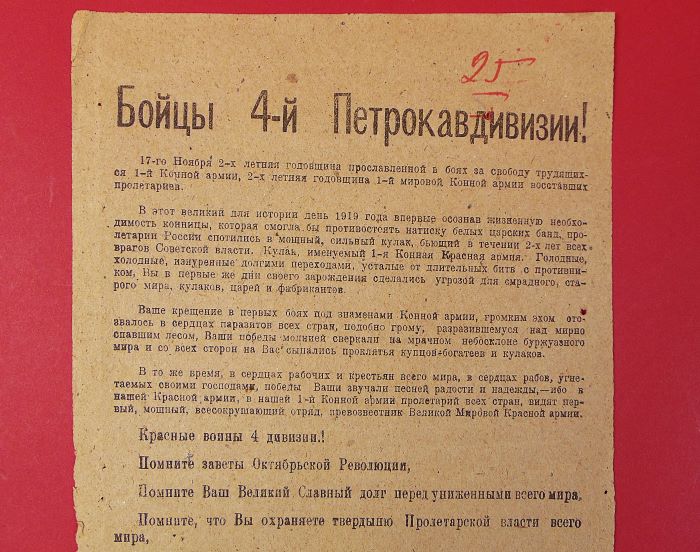 25
Бойцы 4-й Петрокавдивизии!
17-го Ноября 2-х летняя годовщина прославленной в боях за свободу трудящих-
ся 1-й Конной армии, 2-х летняя годовщина 1-й мировой Конной армии восставших
пролетариев.
В этот великий для истории день 1919 года впервые осознав жизненную необхо-
димость конницы, которая смогла бы противостоять натиску белых царских банд, про-
летарии России сплотились в мощный, сильный кулак, бьющий в течении 2-х лет всех
врагов Советской власти. Кулак, именуемый 1-я Конная Красная армия. Голодные,
холодные, изнуренные долгими переходами, усталые от длительных битв с противни-
ком, Вы в первые же дни своего зарождения сделались угрозой для смрадного, ста-
рого мира, кулаков, царей и фабрикантов.
Ваше крещение в первых боях под знаменами Конной армии, громким эхом ото-
звалось в сердцах паразитов всех стран, подобно грому, разразившемуся над мирно
спавшим лесом, Ваши победы молнией сверкали на мрачном небосклоне буржуазного
мира и со всех сторон на Вас сыпались проклятья купцов-богатеев и кулаков.
В то же время, в сердцах рабочих и крестьян всего мира, в сердцах рабов, угне-
таемых своими господами, победы Ваши звучали песней радости и надежды,—ибо в
нашей Красной армии, в нашей 1-й Конной армии пролетарий всех стран, видят пер-
вый, мощный, всесокрушающий отряд, превозвестник Великой Мировой Красной армии.
Красные воины 4 дивизии.!
Помните заветы Октябрьской Революции,
Помните Ваш Великий Славный долг перед униженными всего мира,
Помните, что Вы охраняете твердыню Пролетарской власти всего
мира,